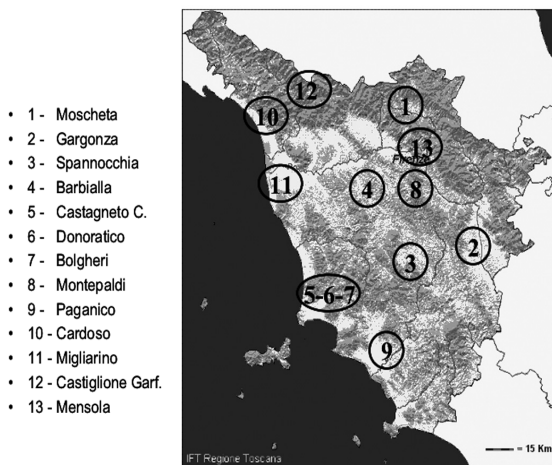 • 1 - Moscheta
• 2 - Gargonza
• 3 - Spannocchia
• 4 - Barbialla
• 5 - Castagneto C.
• 6 - Donoratico
• 7 - Bolgheri
• 8 - Montepaldi
• 9 - Paganico
• 10 - Cardoso
• 11 - Migliarino
• 12 - Castiglione Garf.
• 13 - Mensola
12
1
10
13
Firenze
11
4
8
2
3
5-6-7
9
IFT Regione Toscana
= 15 Km